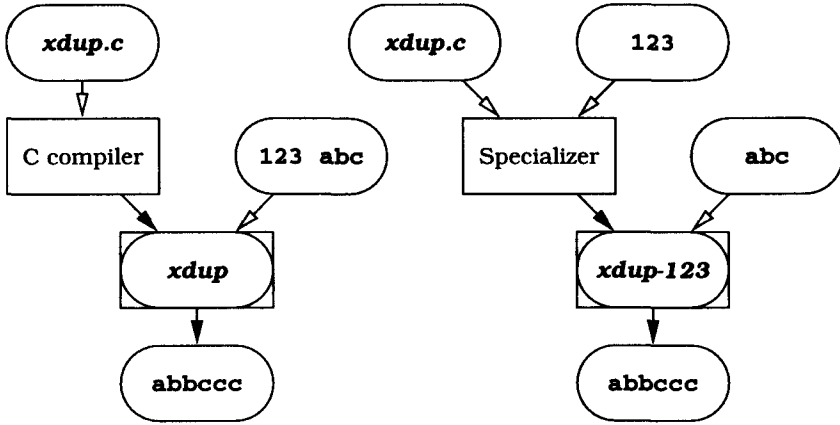 xdup.c
C compiler
123 abc
xdup
abbccc
xdup.c
123
Specializer
abc
xdup-123
abbccc